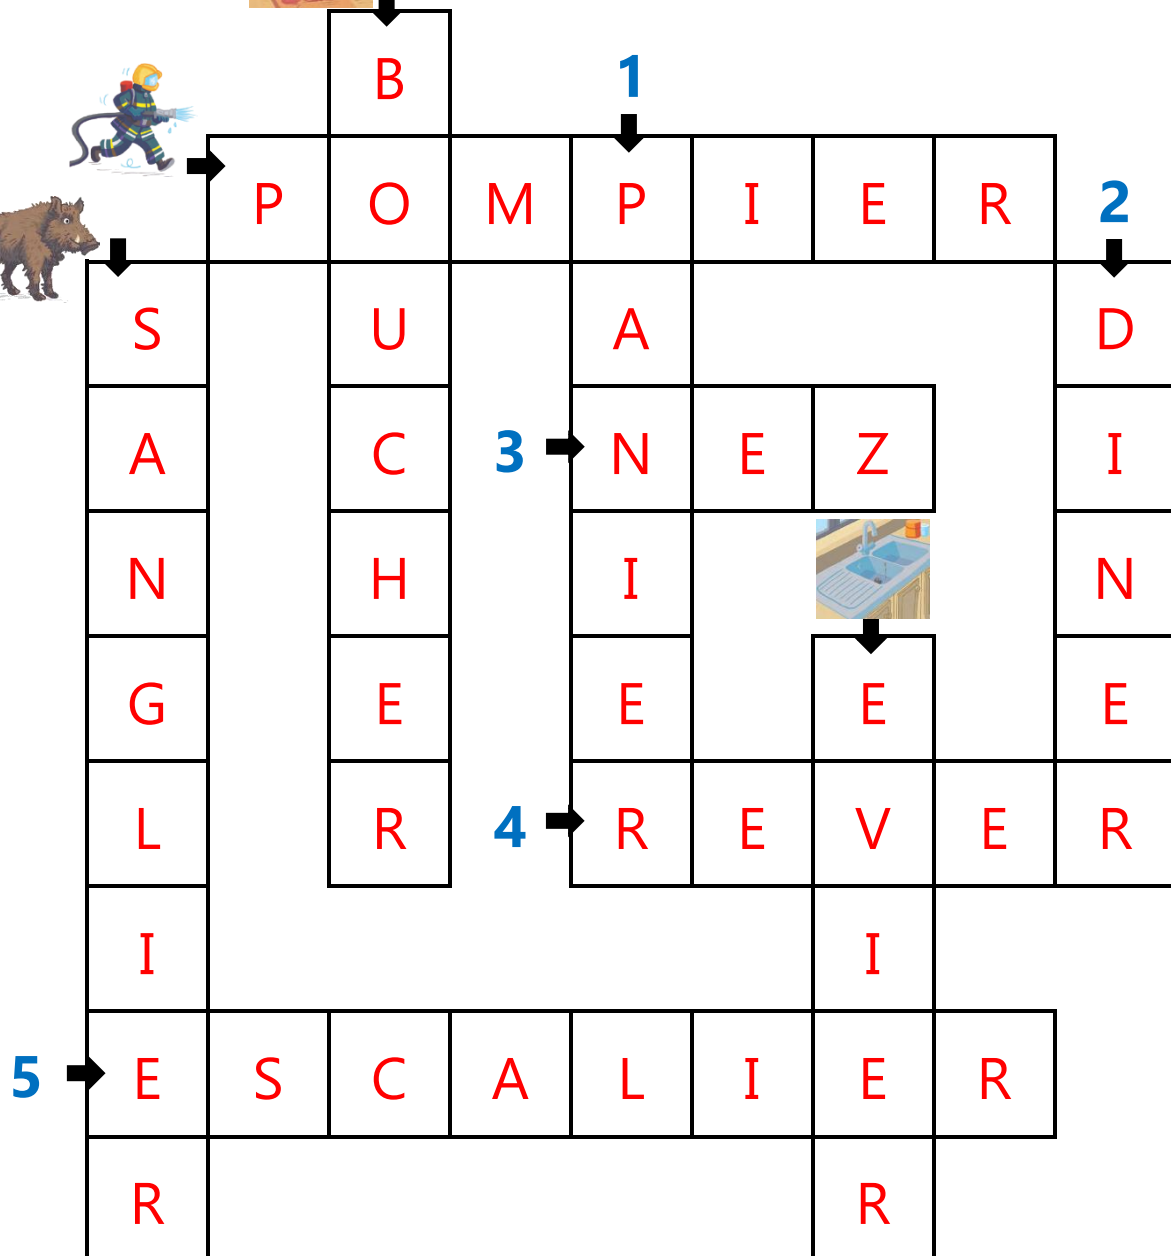 B
1
P O M P I E R
2
S U A D
A C
3
N E Z I
N H I N
G E E E E
L R
4
R E V E R
I I
5
E S C A L I E R
R R